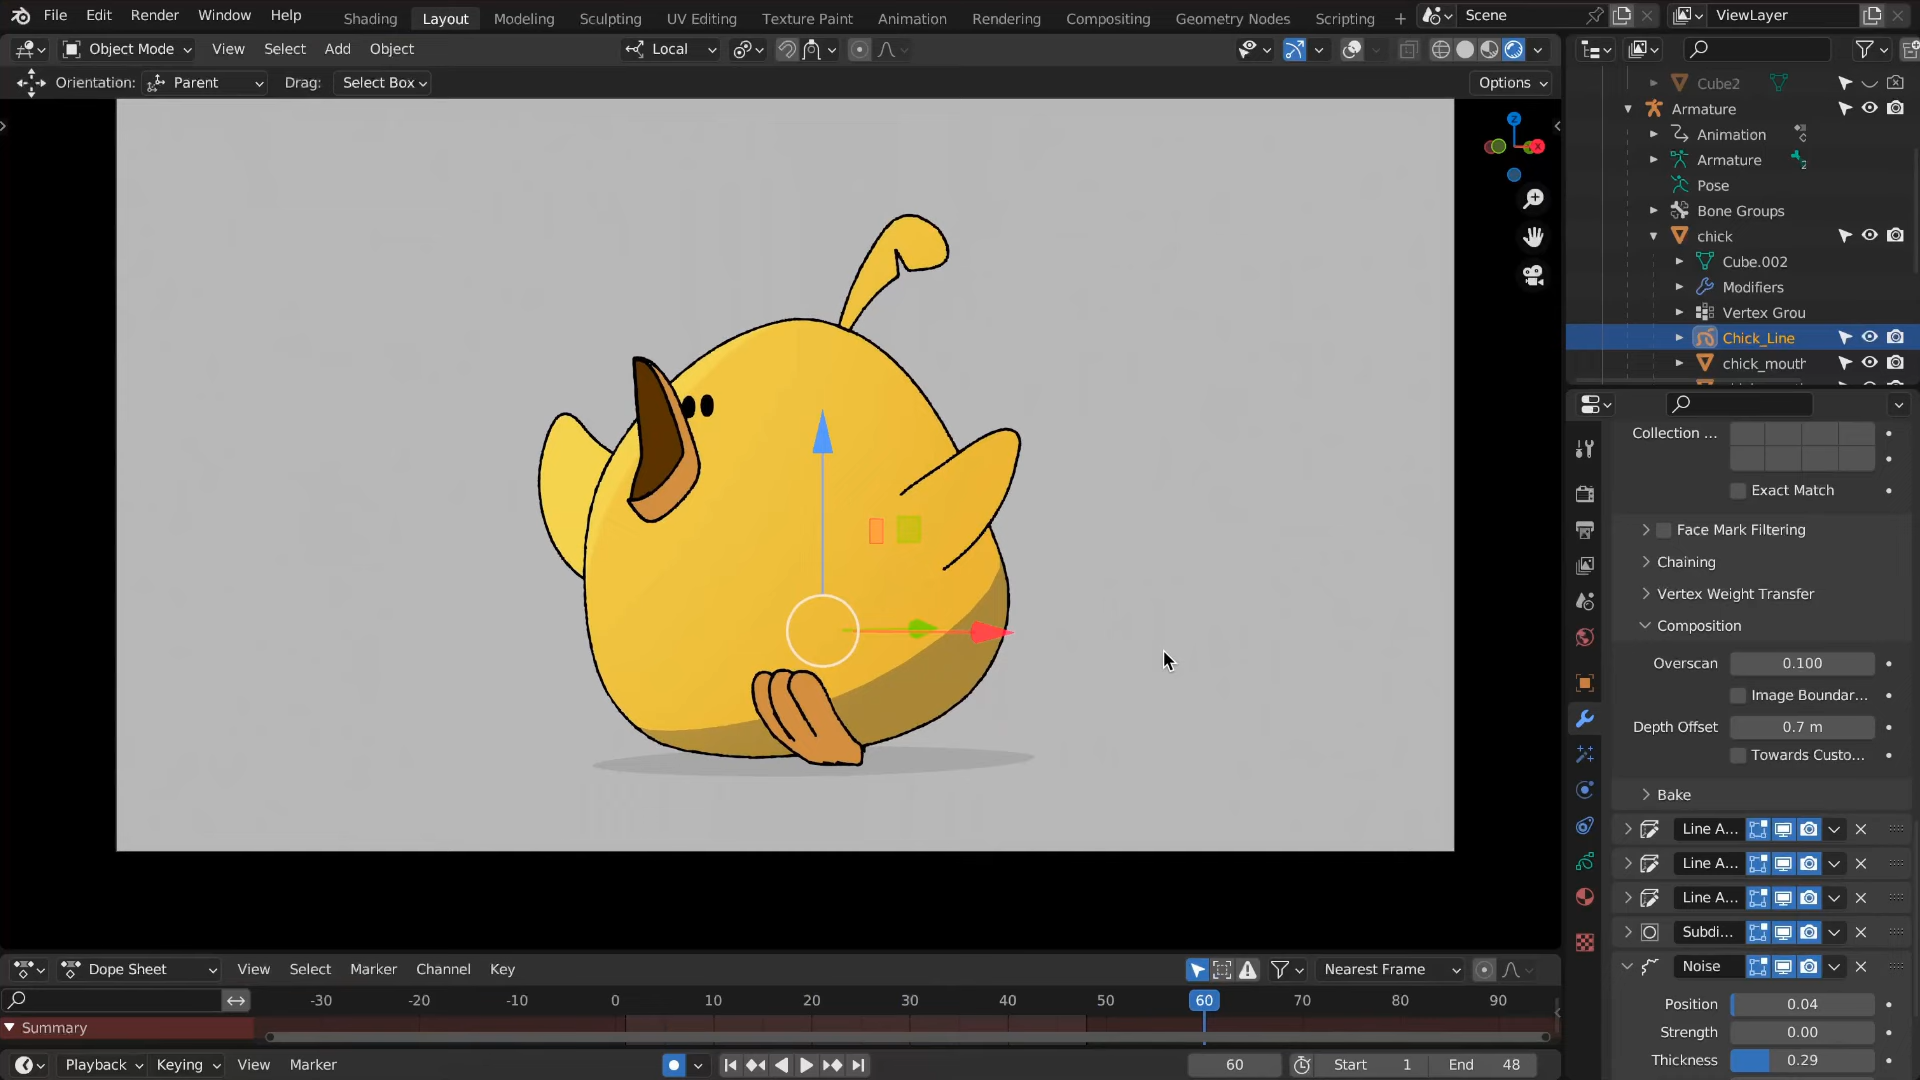 File Edit Render Window Help Shading Layout Modeling Sculpting UV Editing Texture Paint Animation Rendering Compositing Geometry Nodes Scripting + Scene ViewLayer
Object Mode View Select Add Object Local
Orientation: Parent Drag: Select Box Options
Cube2
Armature
Animation
Armature
Pose
Bone Groups
chick
Cube.002
Modifiers
Vertex Grou
Chick_Line
chick_mouth
Z
X
Collection ...
Exact Match
Face Mark Filtering
Chaining
Vertex Weight Transfer
Composition
Overscan 0.100
Image Boundar...
Depth Offset 0.7 m
Towards Custo...
Bake
Line A...
Line A...
Line A...
Subdi...
Noise
Position 0.04
Strength 0.00
Thickness 0.29
Dope Sheet View Select Marker Channel Key Nearest Frame
-30 -20 -10 0 10 20 30 40 50 60 70 80 90
Summary
Playback Keying View Marker 60 Start 1 End 48